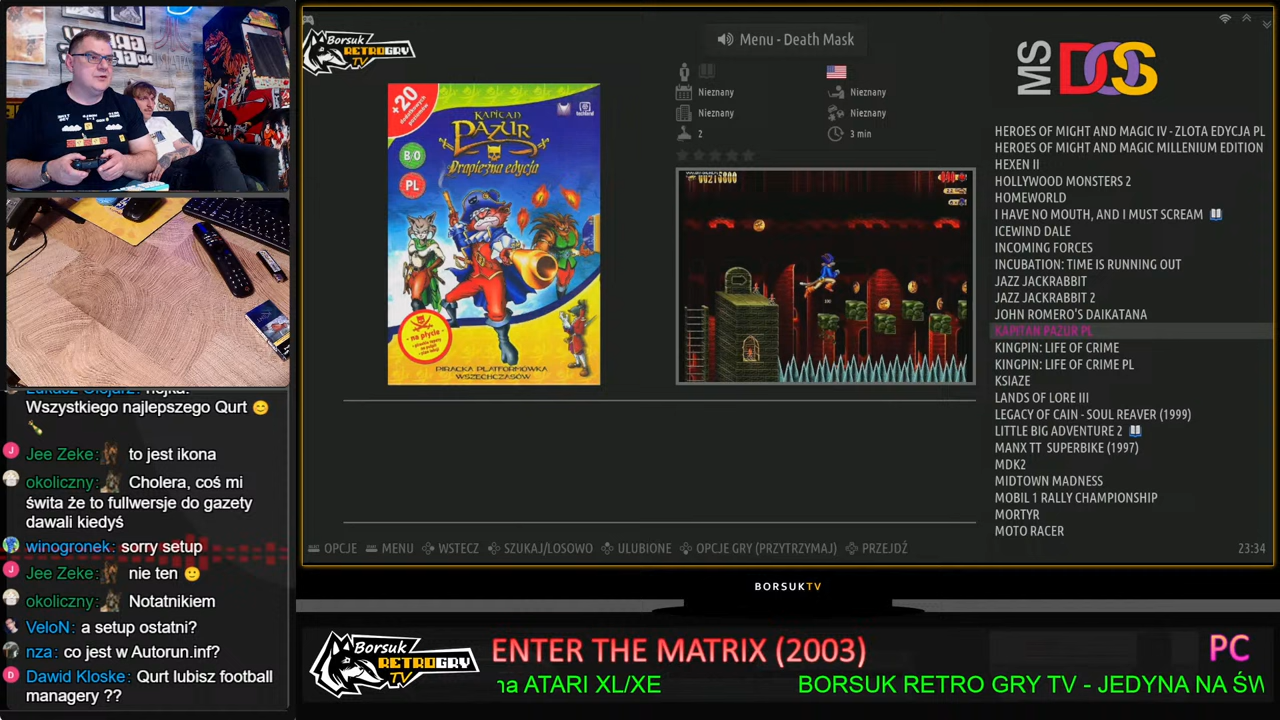 Borsuk
RETROGRY
TV
Menu - Death Mask
MS
DOS
Nieznany
Nieznany
Nieznany
Nieznany
2
3 min
+20
KAPITAN
PAZUR
Drapieżna edycja
PL
na płycie
PIRACKA PLATFORMÓWKA
WSZECHCZASÓW
HEROES OF MIGHT AND MAGIC IV - ZLOTA EDYCJA PL
HEROES OF MIGHT AND MAGIC MILLENIUM EDITION
HEXEN II
HOLLYWOOD MONSTERS 2
HOMEWORLD
I HAVE NO MOUTH, AND I MUST SCREAM
ICEWIND DALE
INCOMING FORCES
INCUBATION: TIME IS RUNNING OUT
JAZZ JACKRABBIT
JAZZ JACKRABBIT 2
JOHN ROMERO'S DAIKATANA
KAPITAN PAZUR PL
KINGPIN: LIFE OF CRIME
KINGPIN: LIFE OF CRIME PL
KSIAZE
LANDS OF LORE III
LEGACY OF CAIN - SOUL REAVER (1999)
LITTLE BIG ADVENTURE 2
MANX TT SUPERBIKE (1997)
MDK2
MIDTOWN MADNESS
MOBIL 1 RALLY CHAMPIONSHIP
MORTYR
MOTO RACER
OPCJE
MENU
WSTECZ
SZUKAJ/LOSOWO
ULUBIONE
OPCJE GRY (PRZYTRZYMAJ)
PRZEJDŹ
23:34
Wszystkiego najlepszego Qurt
Jee Zeke: to jest ikona
okoliczny: Cholera, coś mi
świta że to fullwersje do gazety
dawali kiedyś
winogronek: sorry setup
Jee Zeke: nie ten
okoliczny: Notatnikiem
VeloN: a setup ostatni?
nza: co jest w Autorun.inf?
Dawid Kloske: Qurt lubisz football
managery ??
BORSUKTV
Borsuk
RETROGRY
TV
ENTER THE MATRIX (2003)
PC
na ATARI XL/XE
BORSUK RETRO GRY TV - JEDYNA NA ŚW